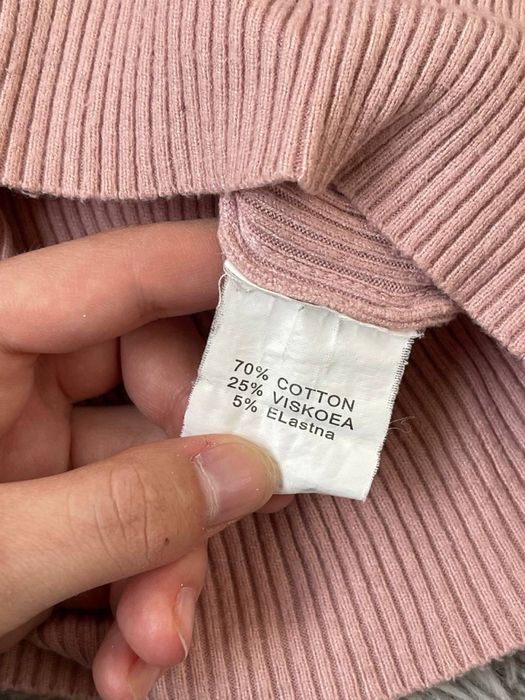 70% COTTON
25% VISKOEA
5% ELastna